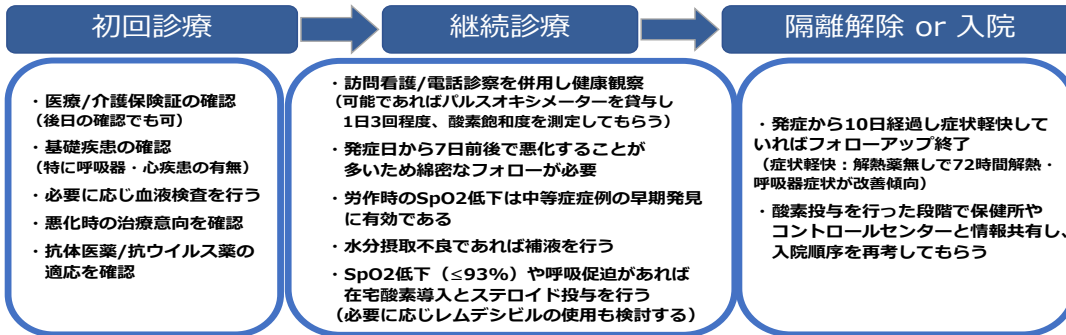 初回診療
継続診療
隔離解除 or 入院
・医療/介護保険証の確認
（後日の確認でも可）
・基礎疾患の確認
（特に呼吸器・心疾患の有無）
・必要に応じ血液検査を行う
・悪化時の治療意向を確認
・抗体医薬/抗ウイルス薬の
適応を確認
・訪問看護/電話診察を併用し健康観察
（可能であればパルスオキシメーターを貸与し
1日3回程度、酸素飽和度を測定してもらう）
・発症日から7日前後で悪化することが
多いため綿密なフォローが必要
・労作時のSpO2低下は中等症症例の早期発見
に有効である
・水分摂取不良であれば補液を行う
・SpO2低下（≤93%）や呼吸促迫があれば
在宅酸素導入とステロイド投与を行う
（必要に応じレムデシビルの使用も検討する）
・発症から10日経過し症状軽快して
いればフォローアップ終了
（症状軽快：解熱薬無しで72時間解熱・
呼吸器症状が改善傾向）
・酸素投与を行った段階で保健所や
コントロールセンターと情報共有し、
入院順序を再考してもらう